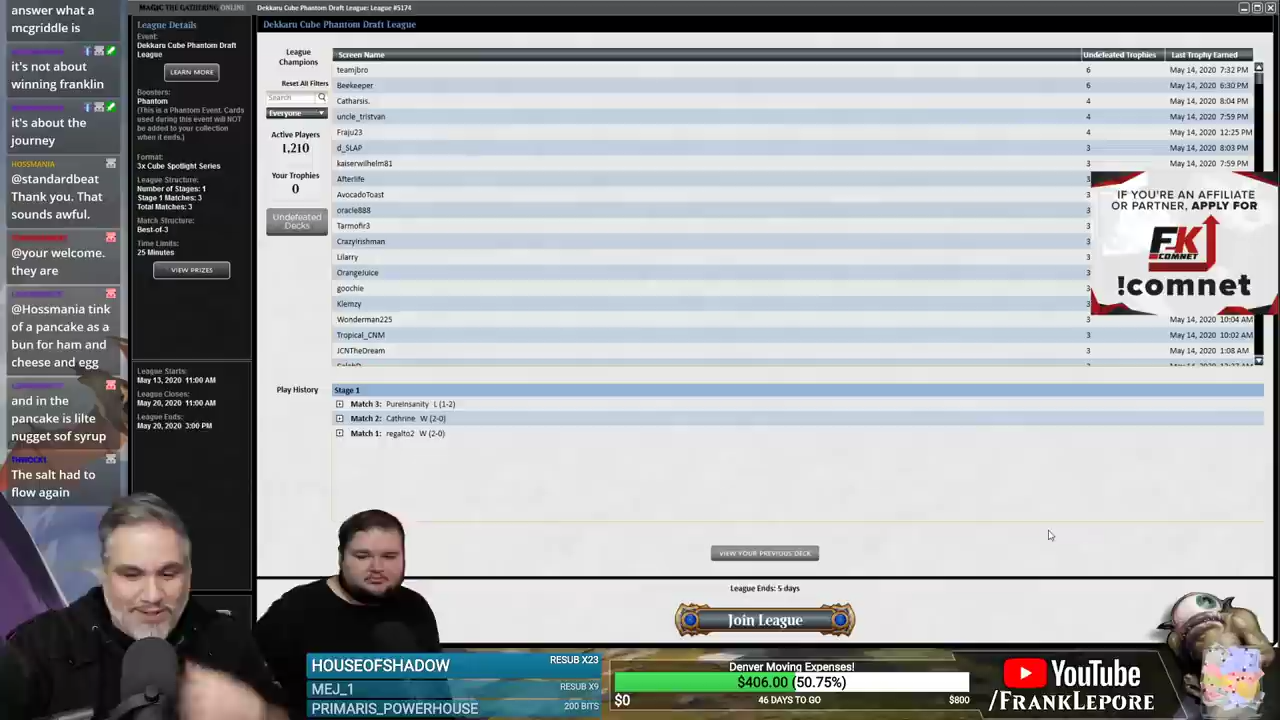 answer what a
mcgriddle is
it's not about
winning franklin
it's about the
journey
HOSSMANIA
@standardbeat
Thank you. That
sounds awful.
@your welcome.
they are
@Hossmania tink
of a pancake as a
bun for ham and
cheese and egg
and in the
pancake is litle
nugget sof syrup
THROCK1
The salt had to
flow again
MAGIC THE GATHERING ONLINE
Dekkaru Cube Phantom Draft League: League #5174
League Details
Event:
Dekkaru Cube Phantom Draft
League
LEARN MORE
Boosters:
Phantom
(This is a Phantom Event. Cards
used during this event will NOT
be added to your collection
when it ends.)
Format:
3x Cube Spotlight Series
League Structure:
Number of Stages: 1
Stage 1 Matches: 3
Total Matches: 3
Match Structure:
Best-of-3
Time Limits:
25 Minutes
VIEW PRIZES
League Starts:
May 13, 2020 11:00 AM
League Closes:
May 20, 2020 11:00 AM
League Ends:
May 20, 2020 3:00 PM
Dekkaru Cube Phantom Draft League
League
Champions
Reset All Filters
Search
Everyone
Active Players
1,210
Your Trophies
0
Undefeated
Decks
Screen Name Undefeated Trophies Last Trophy Earned
teamjbro 6 May 14, 2020 7:32 PM
Beekeeper 6 May 14, 2020 6:30 PM
Catharsis. 4 May 14, 2020 8:04 PM
uncle_tristvan 4 May 14, 2020 7:59 PM
Fraju23 4 May 14, 2020 12:25 PM
d_SLAP 3 May 14, 2020 8:03 PM
kaiserwilhelm81 3 May 14, 2020 7:59 PM
Afterlife 3
AvocadoToast 3
oracle888 3
Tarmofir3 3
CrazyIrishman 3
Lilarry 3
OrangeJuice 3
goochie 3
Klemzy 3
Wonderman225 3 May 14, 2020 10:04 AM
Tropical_CNM 3 May 14, 2020 10:02 AM
JCNTheDream 3 May 14, 2020 1:08 AM
IF YOU'RE AN AFFILIATE
OR PARTNER, APPLY FOR
COMNET
!comnet
Play History
Stage 1
Match 3: PureInsanity L (1-2)
Match 2: Cathrine W (2-0)
Match 1: regalto2 W (2-0)
VIEW YOUR PREVIOUS DECK
League Ends: 5 days
Join League
HOUSEOFSHADOW RESUB X23
MEJ_1 RESUB X9
PRIMARIS_POWERHOUSE 200 BITS
Denver Moving Expenses!
$406.00 (50.75%)
$0 46 DAYS TO GO $800
YouTube
/FRANKLEPORE